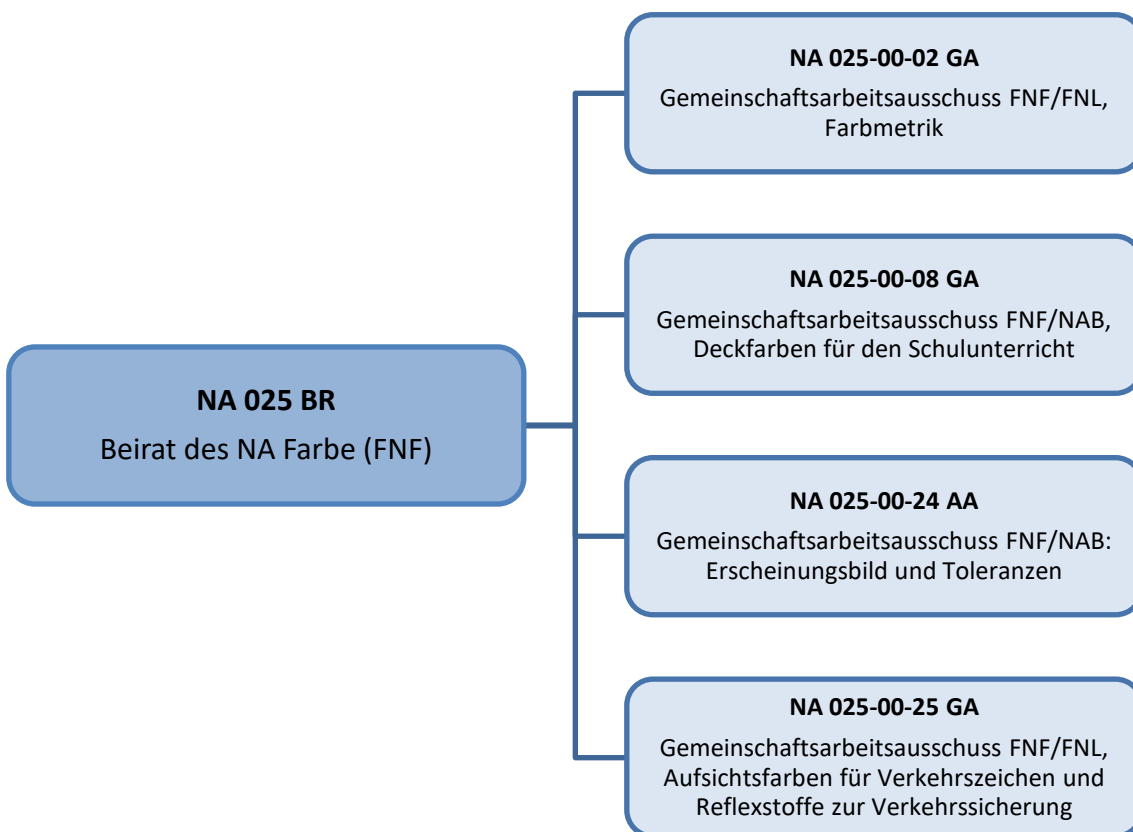 NA 025-00-02 GA
Gemeinschaftsarbeitsausschuss FNF/FNL,
Farbmetrik
NA 025-00-08 GA
Gemeinschaftsarbeitsausschuss FNF/NAB,
Deckfarben für den Schulunterricht
NA 025 BR
Beirat des NA Farbe (FNF)
NA 025-00-24 AA
Gemeinschaftsarbeitsausschuss FNF/NAB:
Erscheinungsbild und Toleranzen
NA 025-00-25 GA
Gemeinschaftsarbeitsausschuss FNF/FNL,
Aufsichtsfarben für Verkehrszeichen und
Reflexstoffe zur Verkehrssicherung